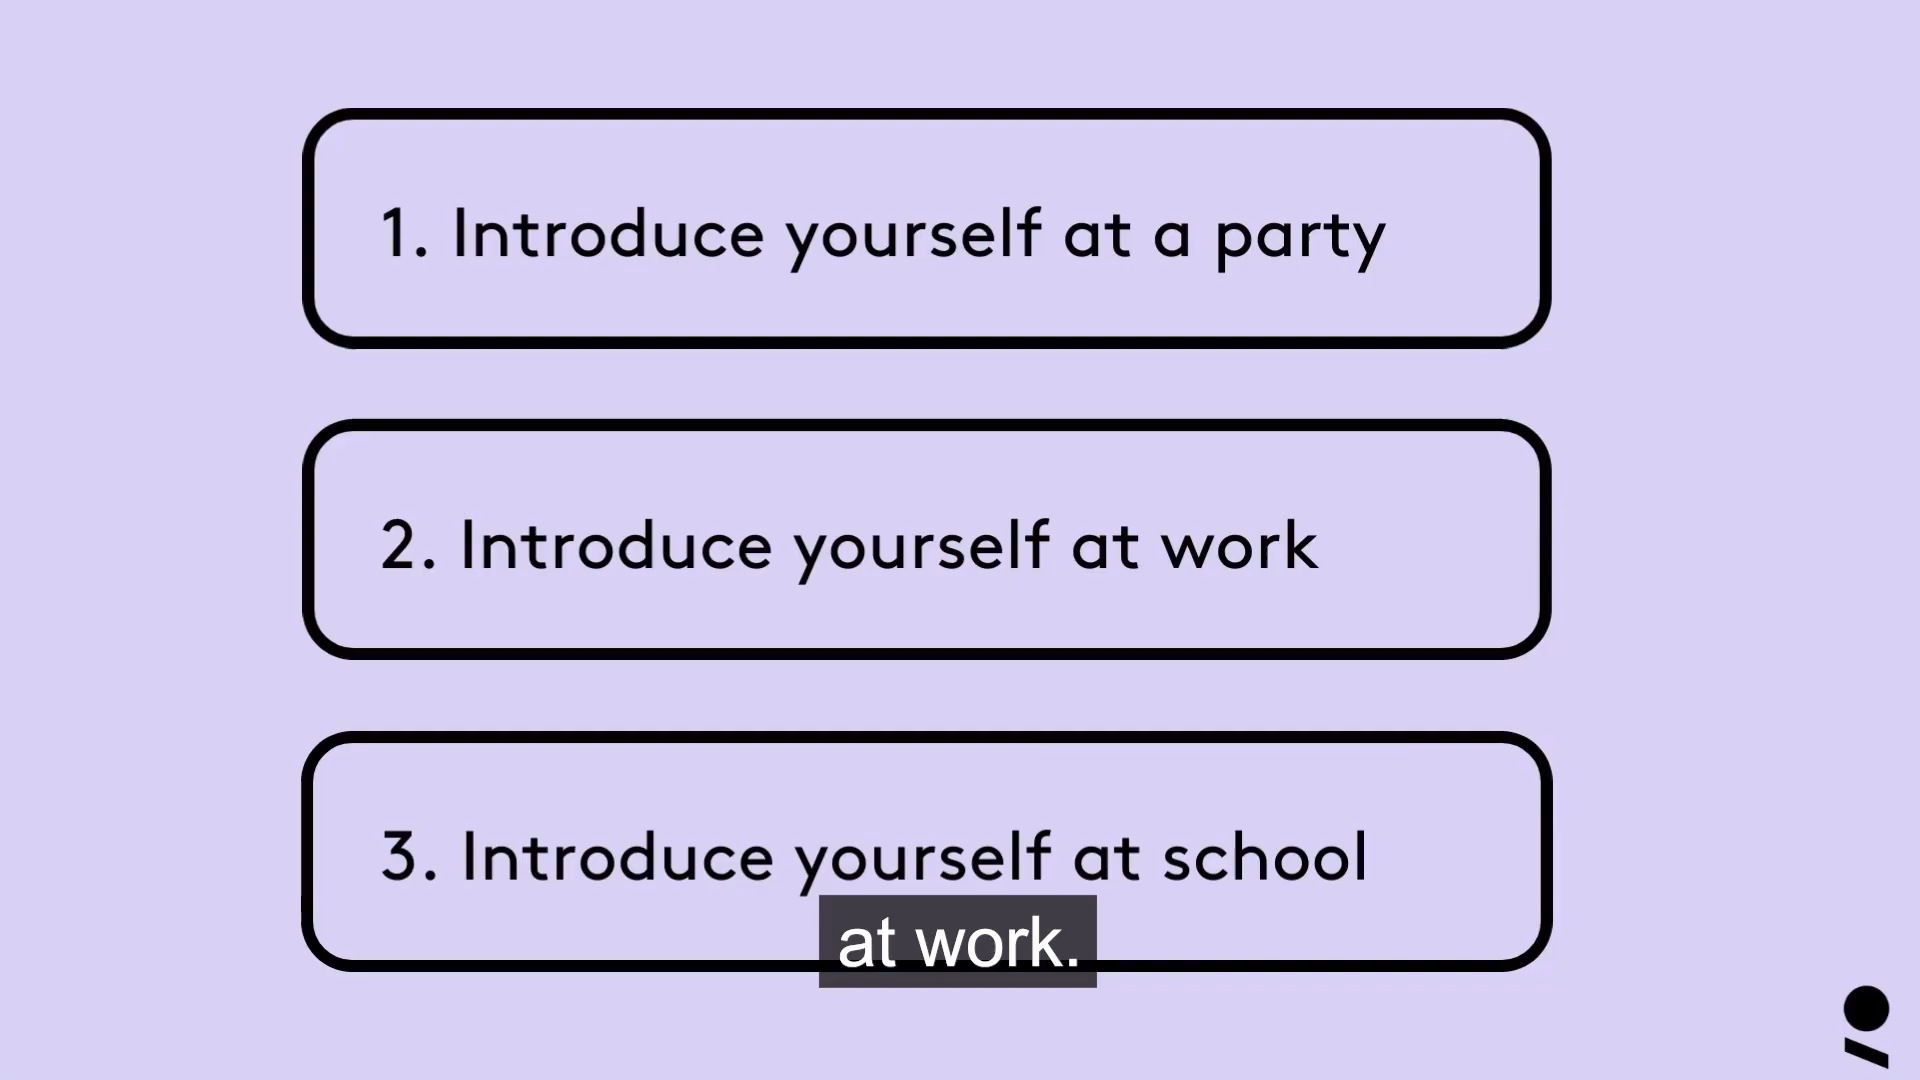 1. Introduce yourself at a party
2. Introduce yourself at work
3. Introduce yourself at school
at work.